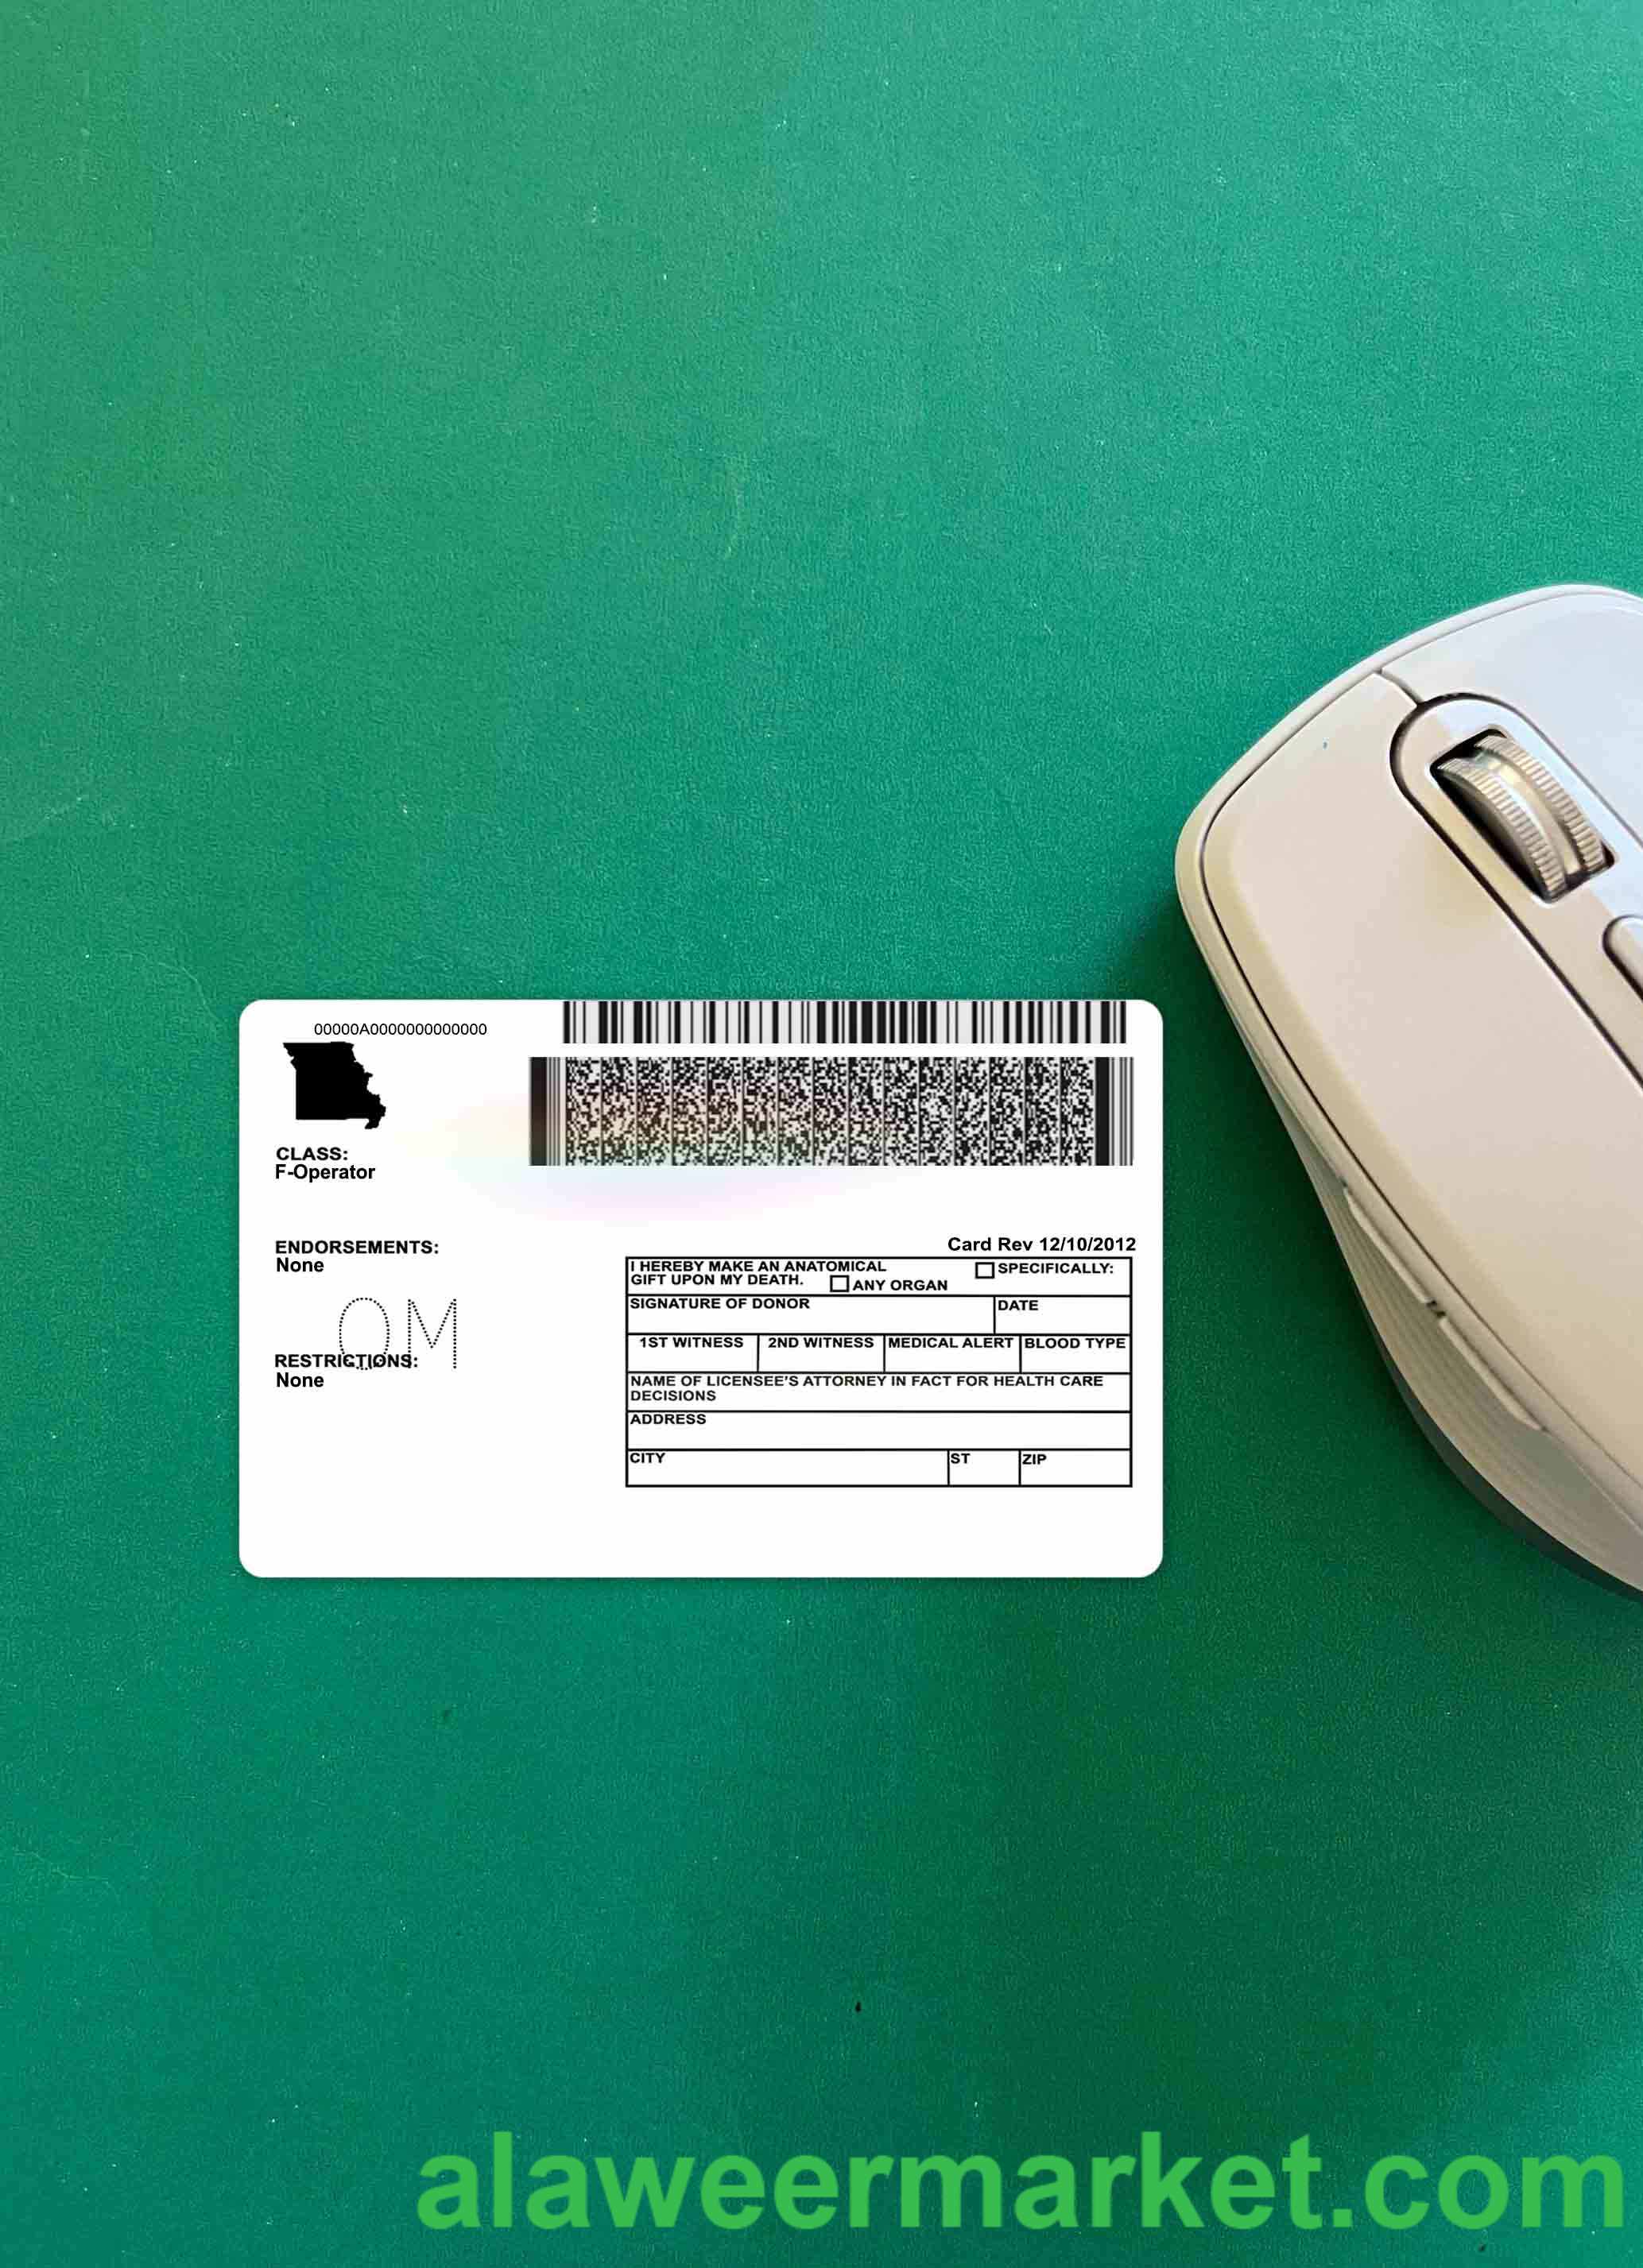 00000A0000000000000
CLASS:
F-Operator
ENDORSEMENTS:
None
OM
RESTRICTIONS:
None
Card Rev 12/10/2012
I HEREBY MAKE AN ANATOMICAL
GIFT UPON MY DEATH. ANY ORGAN SPECIFICALLY:
SIGNATURE OF DONOR DATE
1ST WITNESS 2ND WITNESS MEDICAL ALERT BLOOD TYPE
NAME OF LICENSEE'S ATTORNEY IN FACT FOR HEALTH CARE
DECISIONS
ADDRESS
CITY ST ZIP
alaweermarket.com